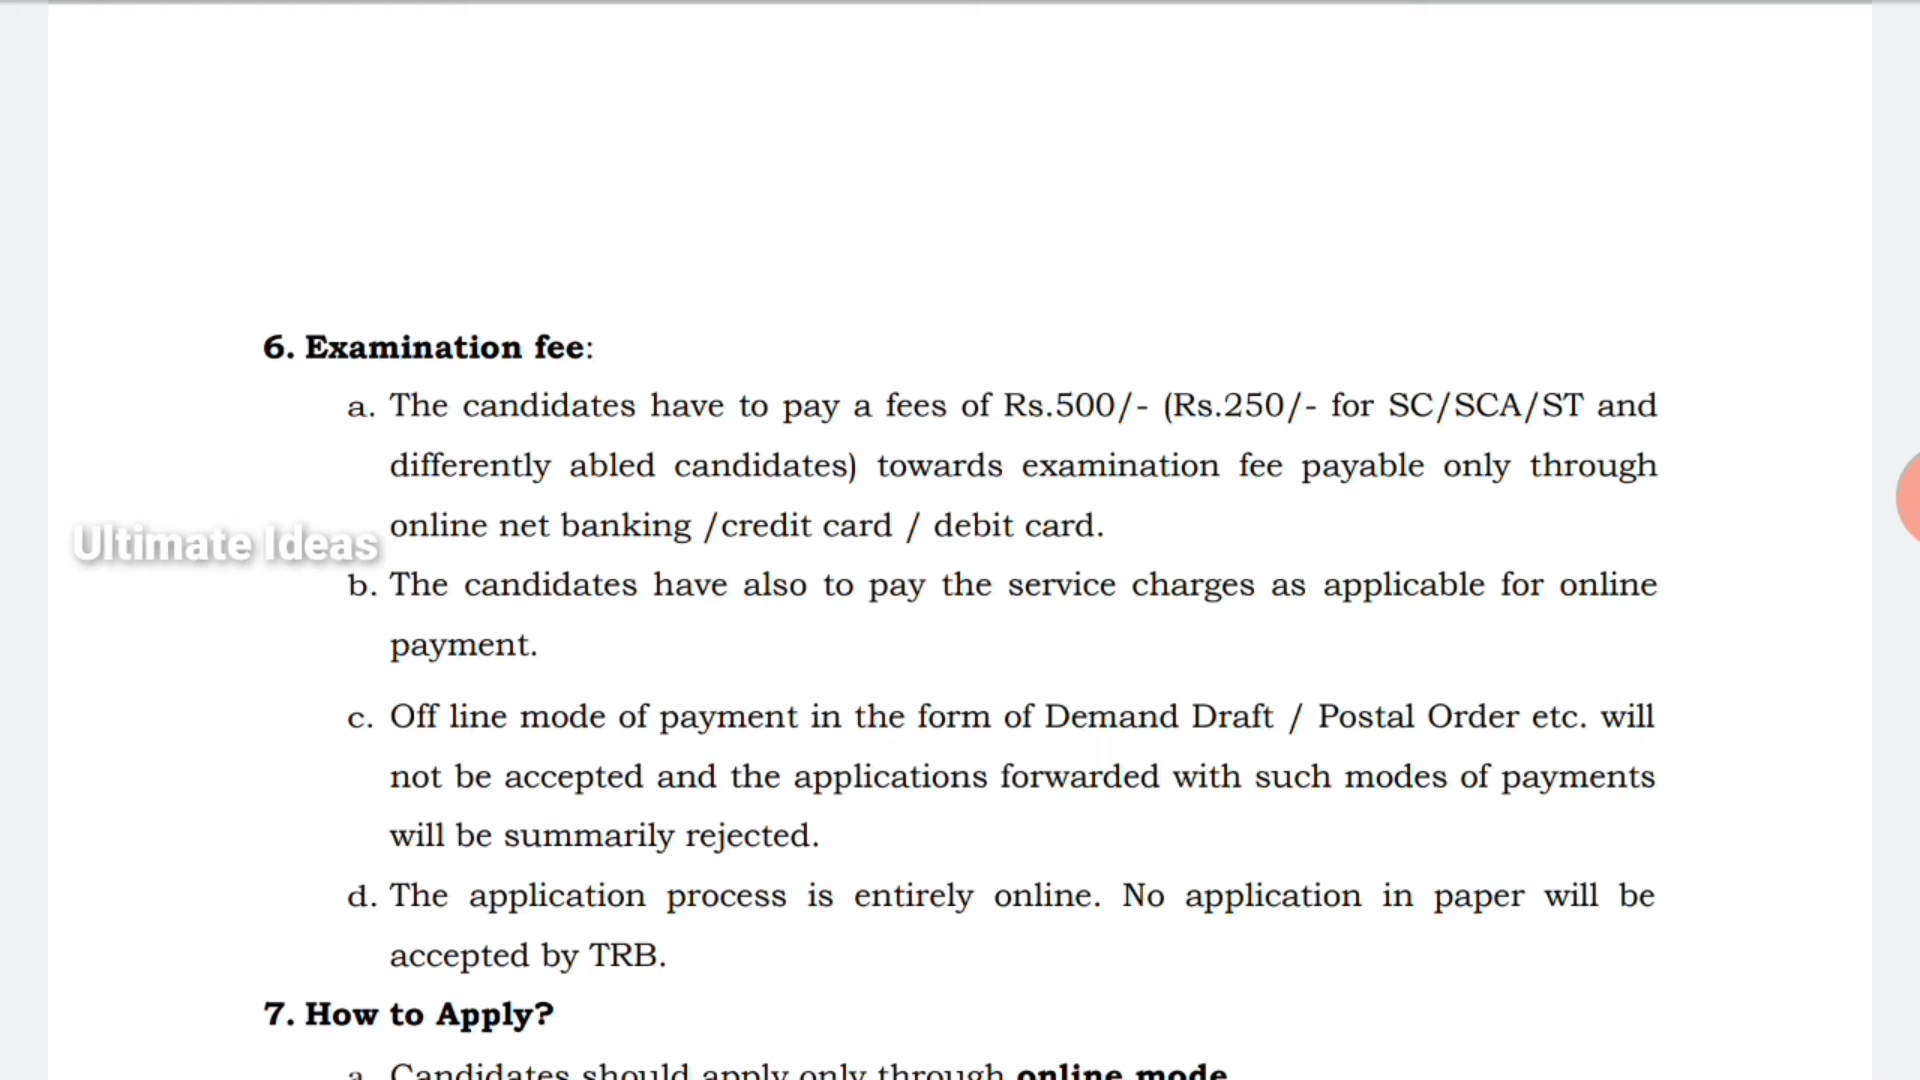 6. Examination fee:
a. The candidates have to pay a fees of Rs.500/- (Rs.250/- for SC/SCA/ST and
differently abled candidates) towards examination fee payable only through
online net banking /credit card / debit card.
Ultimate Ideas
b. The candidates have also to pay the service charges as applicable for online
payment.
c. Off line mode of payment in the form of Demand Draft / Postal Order etc. will
not be accepted and the applications forwarded with such modes of payments
will be summarily rejected.
d. The application process is entirely online. No application in paper will be
accepted by TRB.
7. How to Apply?
a. Candidates should apply only through online mode